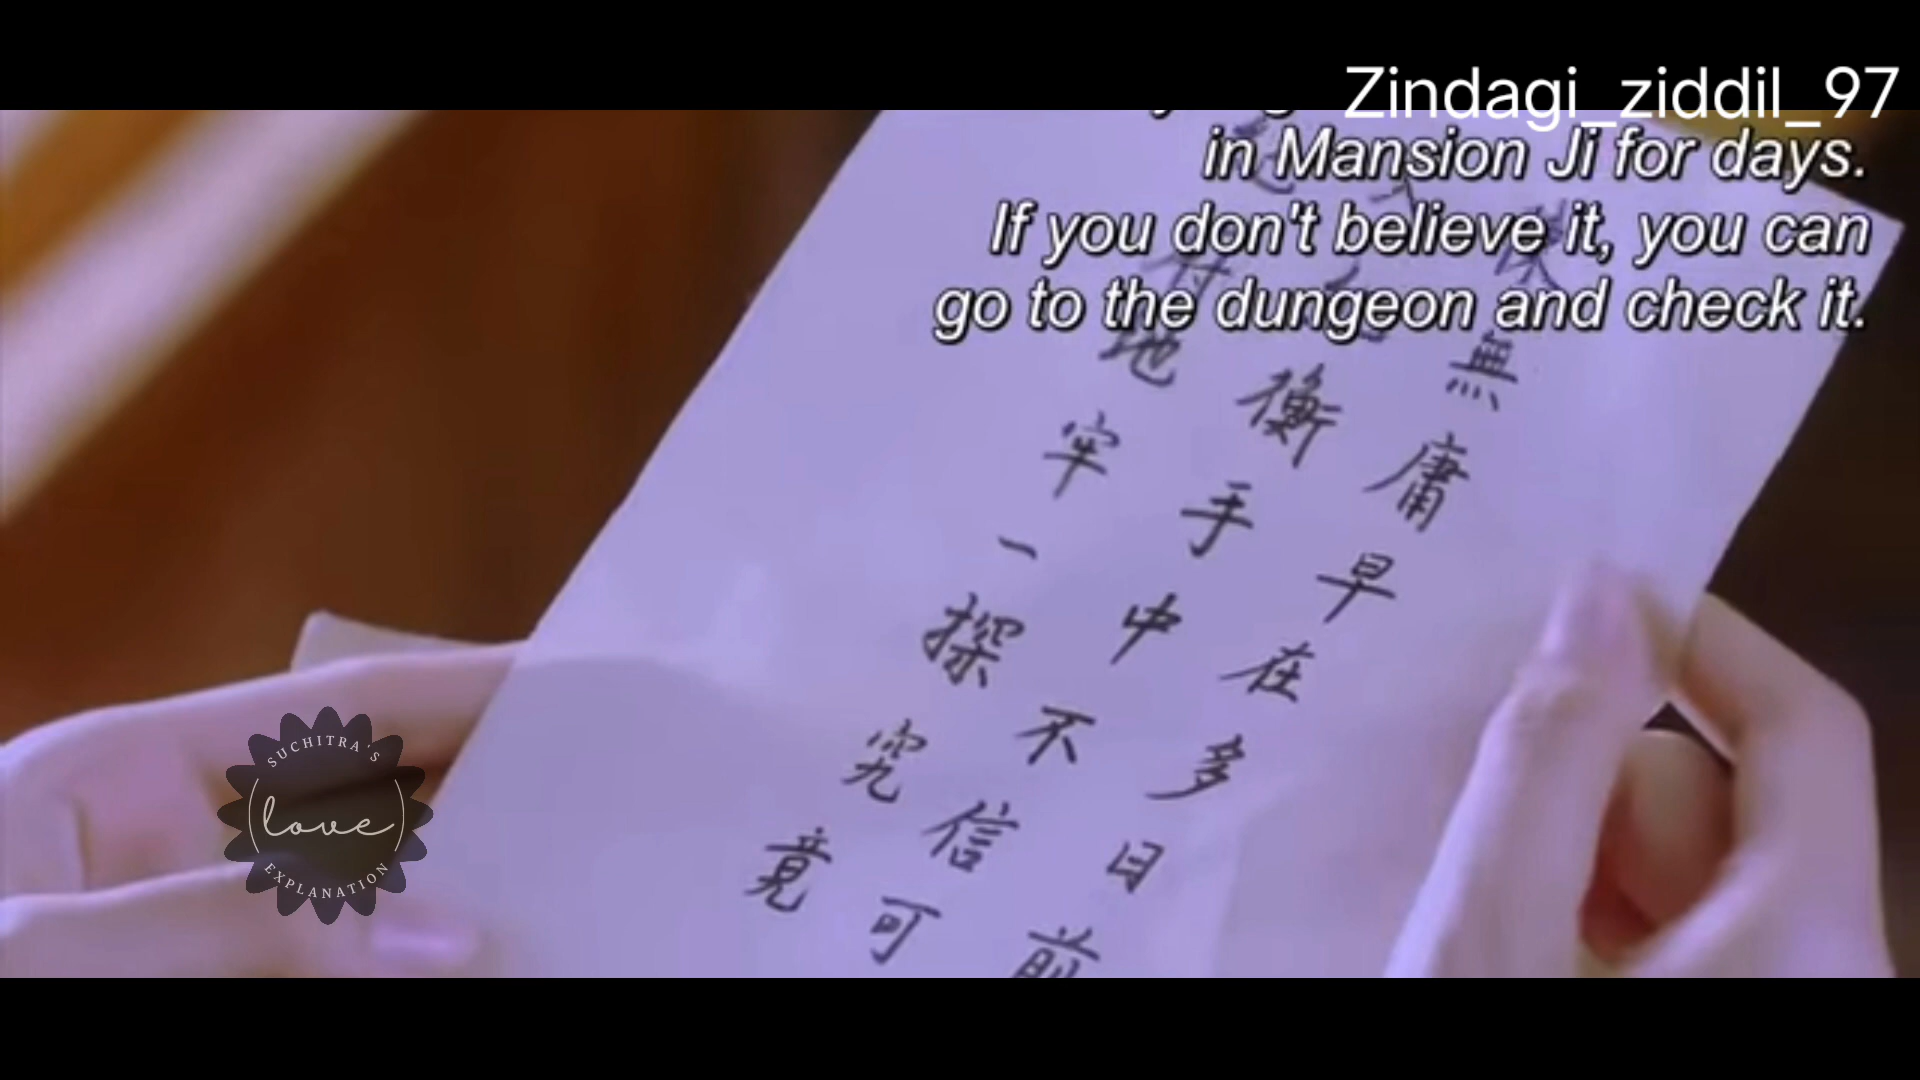 Zindagi_ziddil_97
in Mansion Ji for days.
If you don't believe it, you can
go to the dungeon and check it.
無庸早在多日前
衡手中不信可
府地牢一探究竟
SUCHITRA'S
love
EXPLANATION